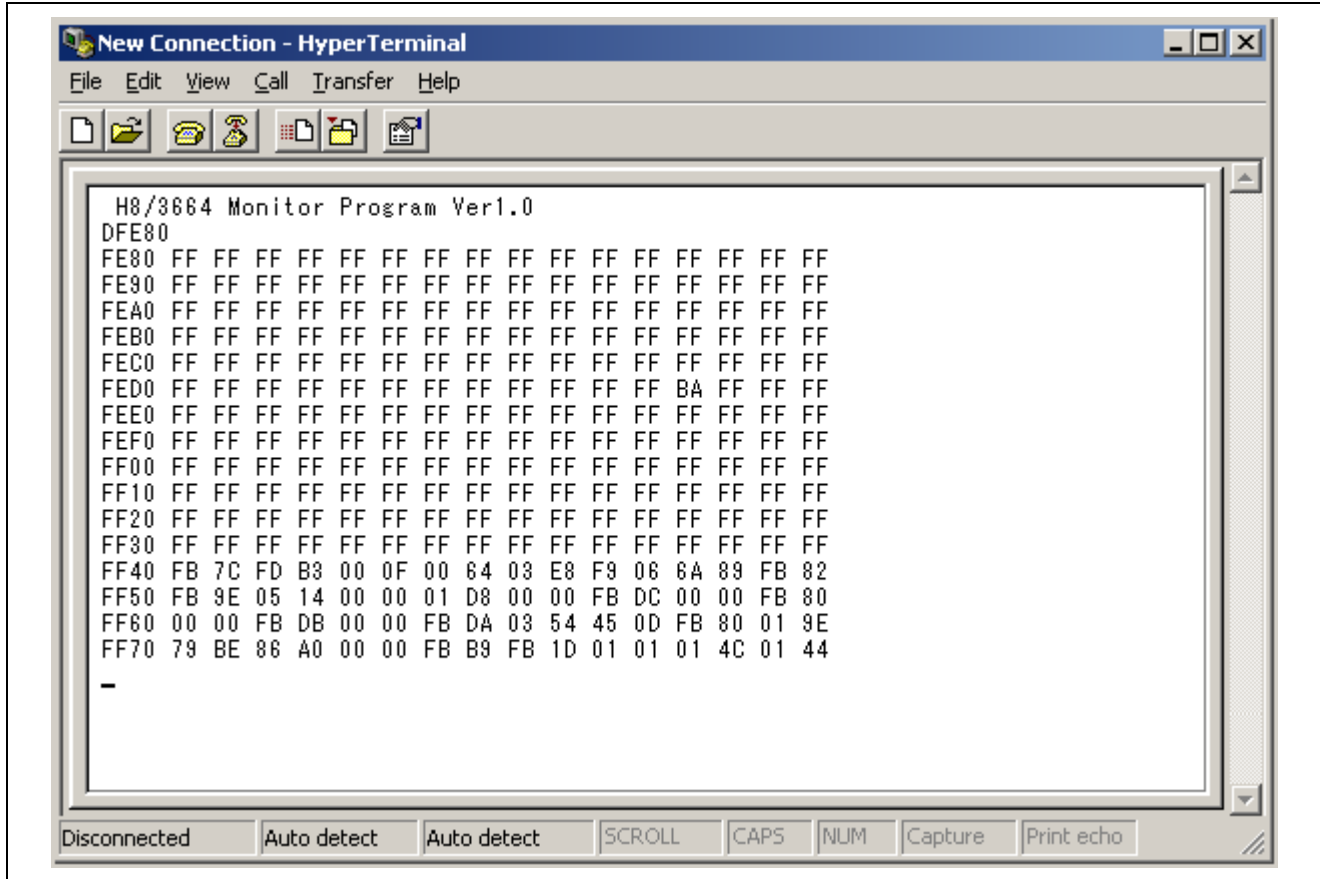 New Connection - HyperTerminal
File Edit View Call Transfer Help
H8/3664 Monitor Program Ver1.0
DFE80
FE80 FF FF FF FF FF FF FF FF FF FF FF FF FF FF FF FF
FE90 FF FF FF FF FF FF FF FF FF FF FF FF FF FF FF FF
FEA0 FF FF FF FF FF FF FF FF FF FF FF FF FF FF FF FF
FEB0 FF FF FF FF FF FF FF FF FF FF FF FF FF FF FF FF
FEC0 FF FF FF FF FF FF FF FF FF FF FF FF FF FF FF FF
FED0 FF FF FF FF FF FF FF FF FF FF FF FF BA FF FF FF
FEE0 FF FF FF FF FF FF FF FF FF FF FF FF FF FF FF FF
FEF0 FF FF FF FF FF FF FF FF FF FF FF FF FF FF FF FF
FF00 FF FF FF FF FF FF FF FF FF FF FF FF FF FF FF FF
FF10 FF FF FF FF FF FF FF FF FF FF FF FF FF FF FF FF
FF20 FF FF FF FF FF FF FF FF FF FF FF FF FF FF FF FF
FF30 FF FF FF FF FF FF FF FF FF FF FF FF FF FF FF FF
FF40 FB 7C FD B3 00 0F 00 64 03 E8 F9 06 6A 89 FB 82
FF50 FB 9E 05 14 00 00 01 D8 00 00 FB DC 00 00 FB 80
FF60 00 00 FB DB 00 00 FB DA 03 54 45 0D FB 80 01 9E
FF70 79 BE 86 A0 00 00 FB B9 FB 1D 01 01 01 4C 01 44
Disconnected Auto detect Auto detect SCROLL CAPS NUM Capture Print echo